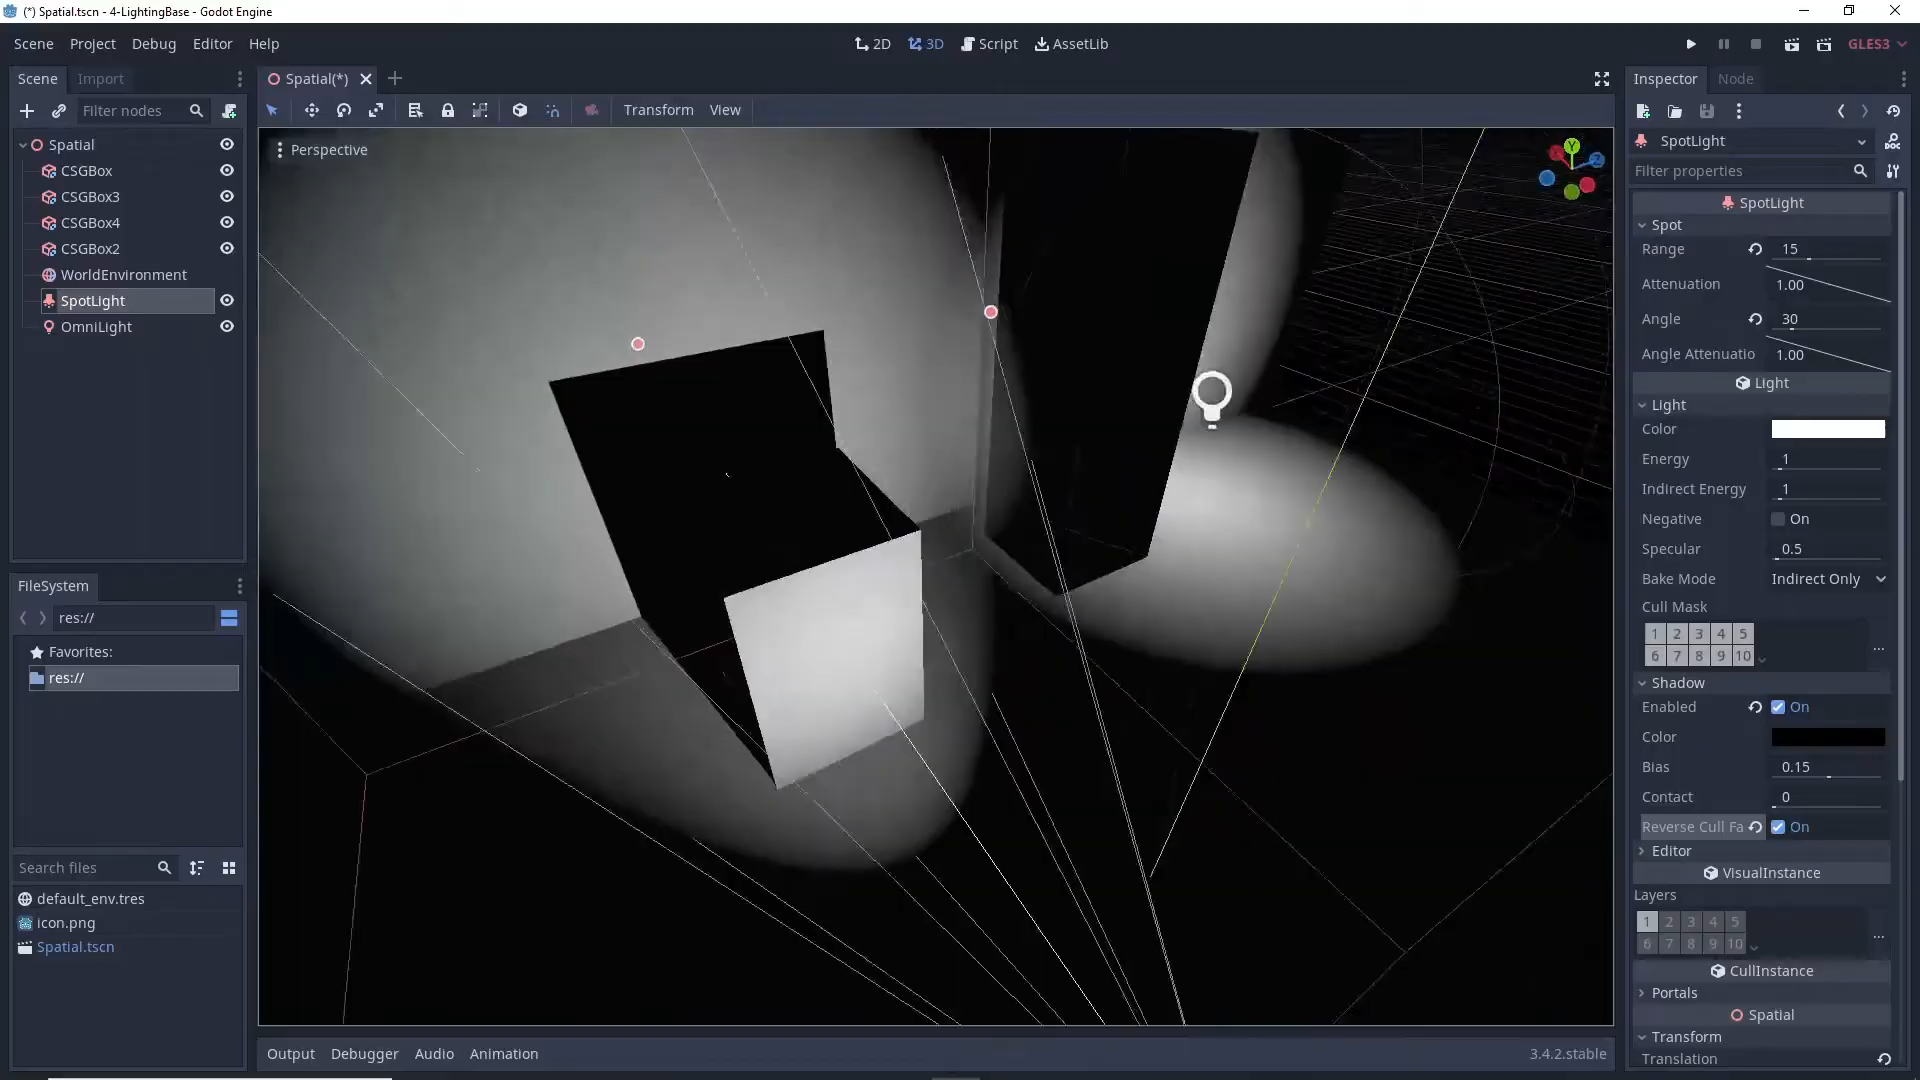 (*) Spatial.tscn - 4-LightingBase - Godot Engine
Scene Project Debug Editor Help
2D 3D Script AssetLib
GLES3
Scene Import
Filter nodes
Spatial
CSGBox
CSGBox3
CSGBox4
CSGBox2
WorldEnvironment
SpotLight
OmniLight
FileSystem
res://
Favorites:
res://
Search files
default_env.tres
icon.png
Spatial.tscn
Spatial(*)
Transform View
Perspective
Y
Z
Output Debugger Audio Animation
3.4.2.stable
Inspector Node
SpotLight
Filter properties
SpotLight
Spot
Range 15
Attenuation 1.00
Angle 30
Angle Attenuatio 1.00
Light
Light
Color
Energy 1
Indirect Energy 1
Negative On
Specular 0.5
Bake Mode Indirect Only
Cull Mask
1 2 3 4 5
6 7 8 9 10
...
Shadow
Enabled On
Color
Bias 0.15
Contact 0
Reverse Cull Fa On
Editor
VisualInstance
Layers
1 2 3 4 5
6 7 8 9 10
...
CullInstance
Portals
Spatial
Transform
Translation